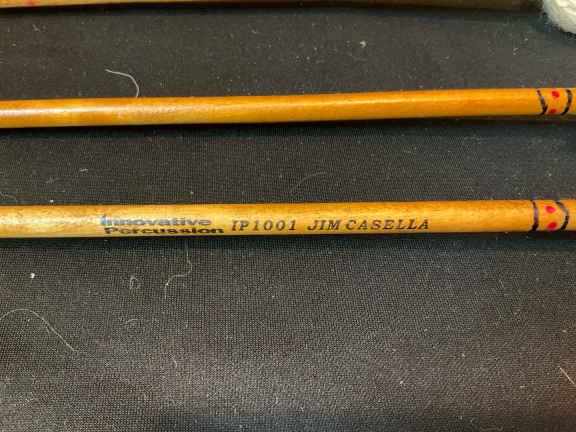 Innovative
Percussion IP1001 JIM CASELLA